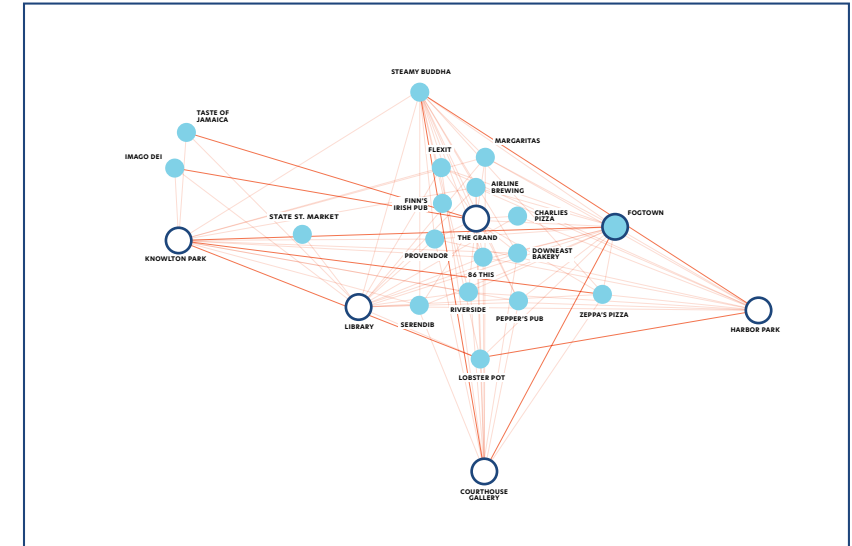 STEAMY BUDDHA
TASTE OF
JAMAICA
MARGARITAS
FLEXIT
IMAGO DEI
AIRLINE
BREWING
FINN'S
IRISH PUB
STATE ST. MARKET
CHARLIES
PIZZA
FOGTOWN
THE GRAND
KNOWLTON PARK
PROVENDOR
DOWNEAST
BAKERY
86 THIS
RIVERSIDE
SERENDIB
LIBRARY
PEPPER'S PUB
ZEPPA'S PIZZA
HARBOR PARK
LOBSTER POT
COURTHOUSE
GALLERY